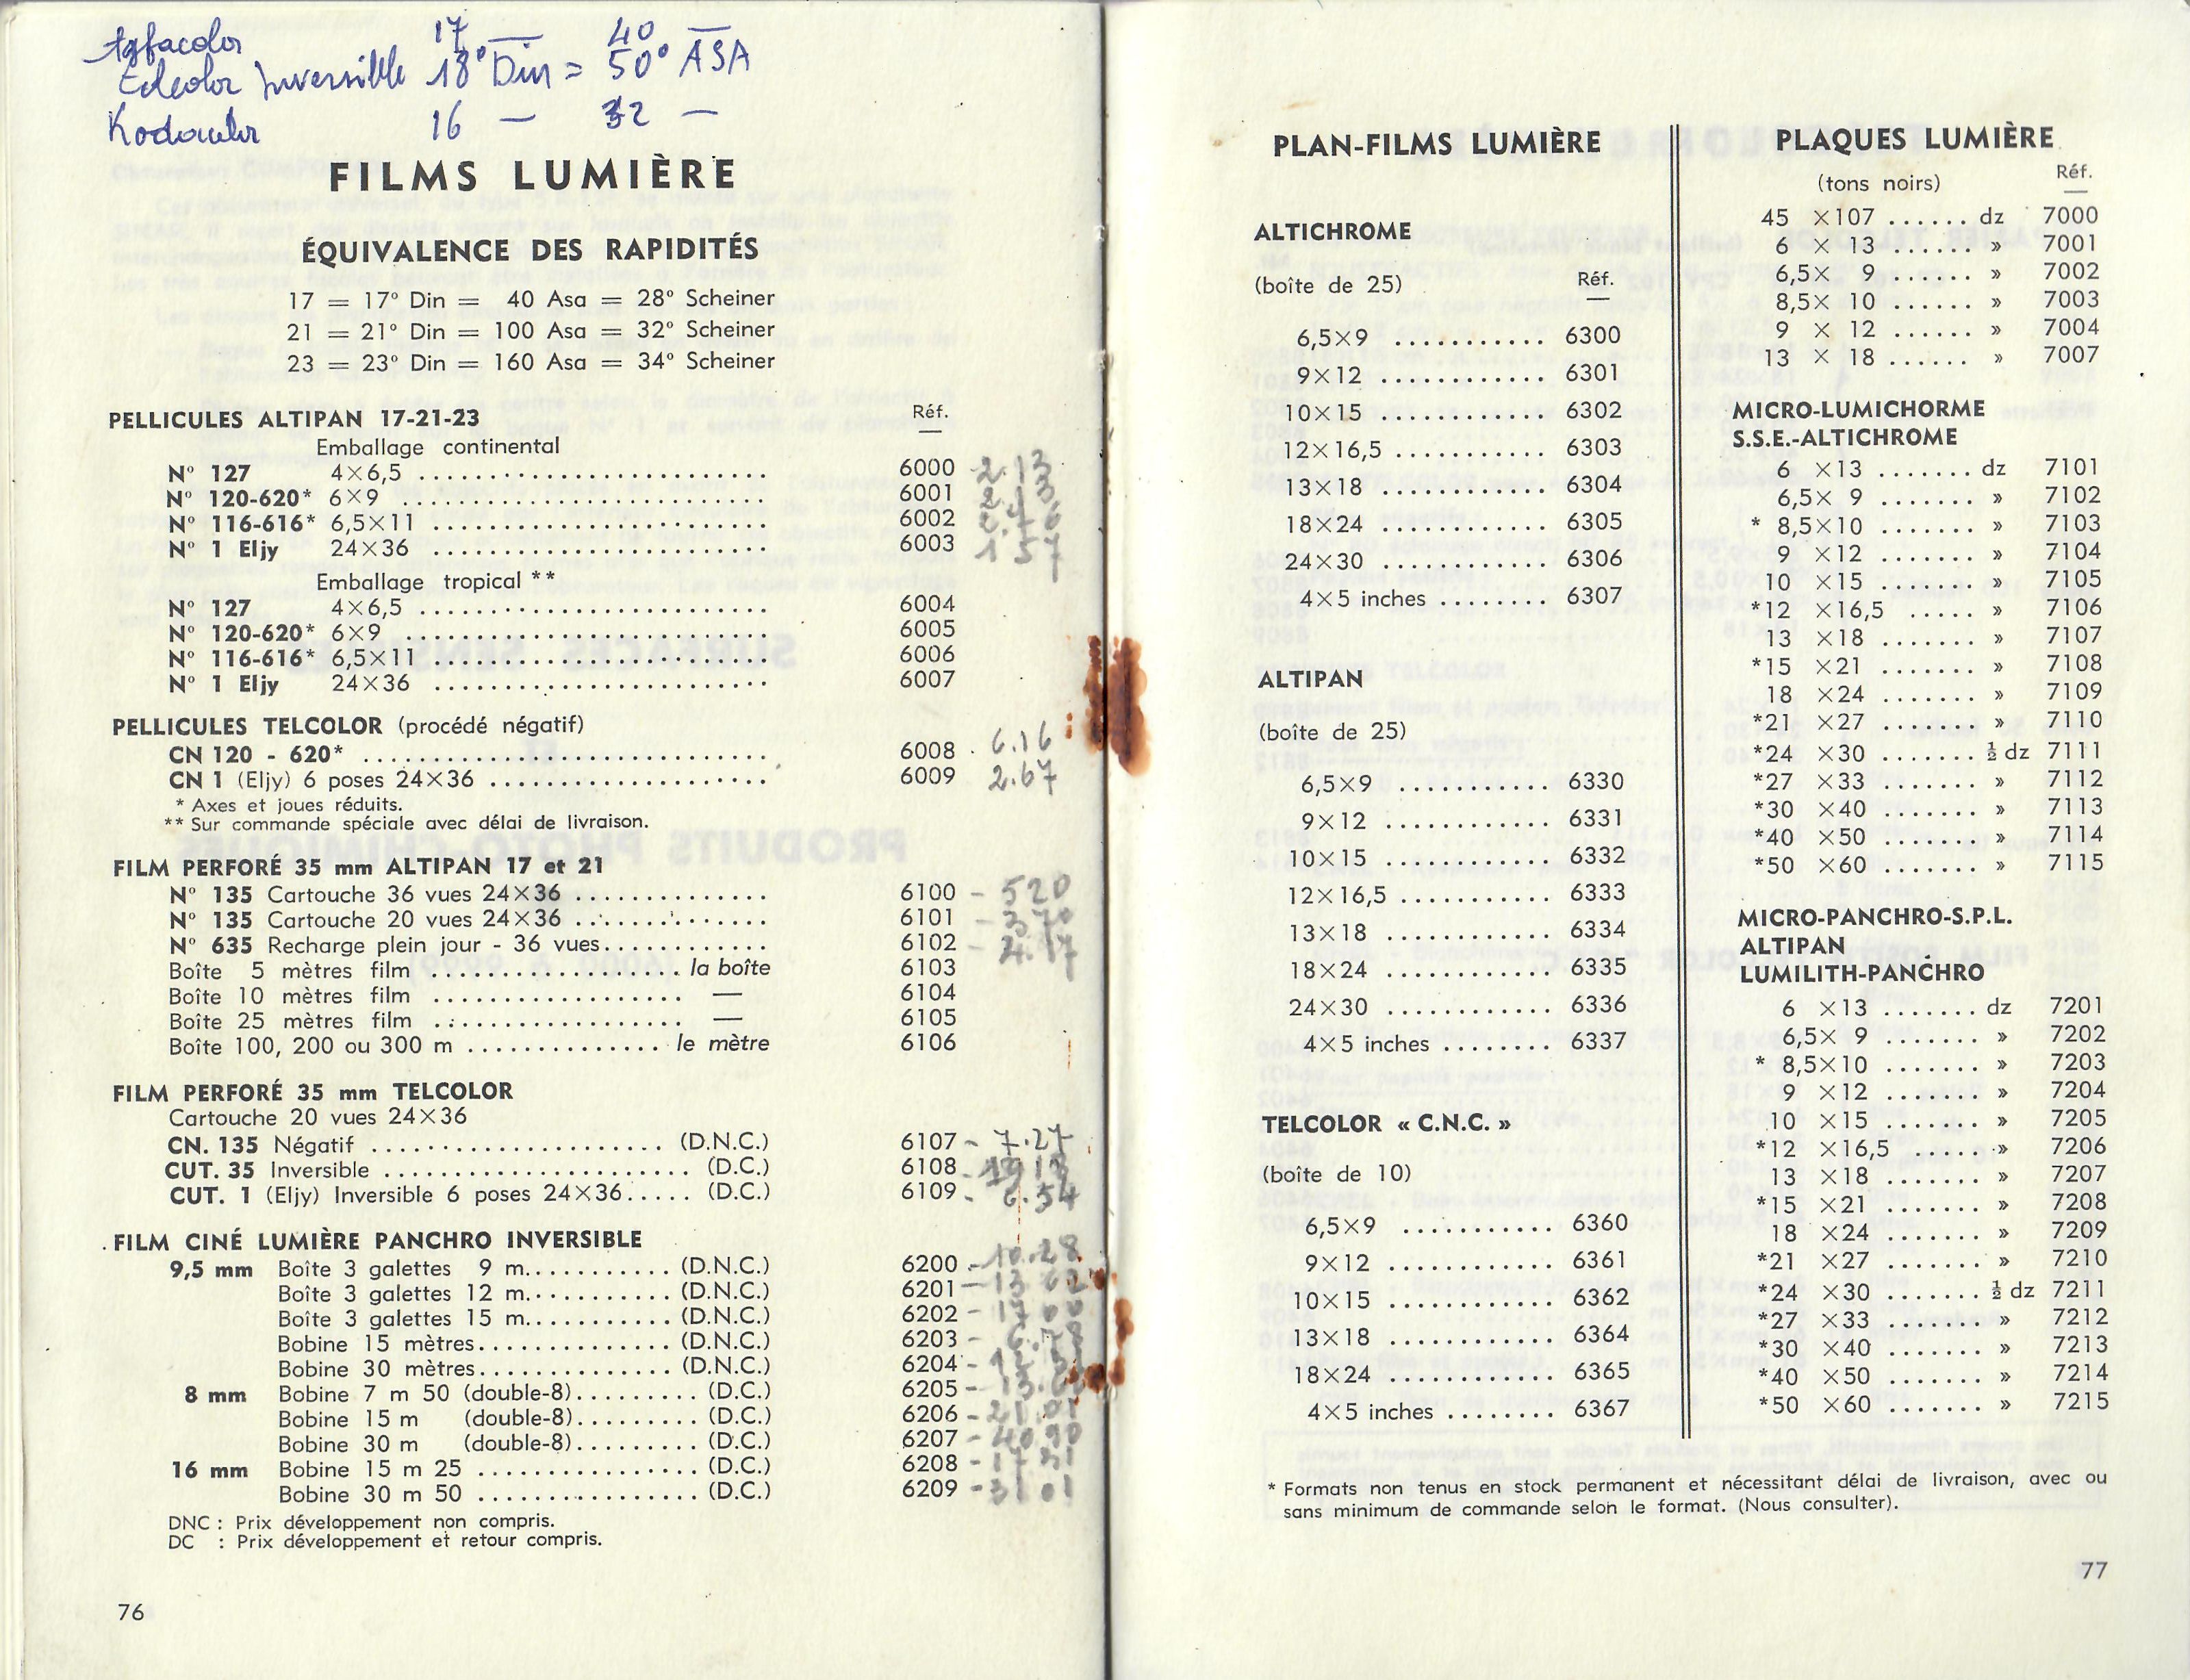 Agfacolor 17 — 40 —
Inversible 18° Din = 50° ASA
16 — 32 —
FILMS LUMIÈRE
ÉQUIVALENCE DES RAPIDITÉS
17 = 17° Din = 40 Asa = 28° Scheiner
21 = 21° Din = 100 Asa = 32° Scheiner
23 = 23° Din = 160 Asa = 34° Scheiner
PELLICULES ALTIPAN 17-21-23 Réf.
Emballage continental
N° 127 4×6,5 .............................. 6000 2.13
N° 120-620* 6×9 .............................. 6001
N° 116-616* 6,5×11 .............................. 6002
N° 1 Eljy 24×36 .............................. 6003 1 57
Emballage tropical **
N° 127 4×6,5 .............................. 6004
N° 120-620* 6×9 .............................. 6005
N° 116-616* 6,5×11 .............................. 6006
N° 1 Eljy 24×36 .............................. 6007
PELLICULES TELCOLOR (procédé négatif)
CN 120 - 620* .............................. 6008 6.16
CN 1 (Eljy) 6 poses 24×36 .............................. 6009 2.67
* Axes et joues réduits.
** Sur commande spéciale avec délai de livraison.
FILM PERFORÉ 35 mm ALTIPAN 17 et 21
N° 135 Cartouche 36 vues 24×36 ............... 6100 - 520
N° 135 Cartouche 20 vues 24×36 ............... 6101 - 370
N° 635 Recharge plein jour - 36 vues............. 6102 - 4.17
Boîte 5 mètres film .................... la boîte 6103
Boîte 10 mètres film .................... — 6104
Boîte 25 mètres film .................... — 6105
Boîte 100, 200 ou 300 m ............... le mètre 6106
FILM PERFORÉ 35 mm TELCOLOR
Cartouche 20 vues 24×36
CN. 135 Négatif ........................ (D.N.C.) 6107 - 7.27
CUT. 35 Inversible ......................... (D.C.) 6108 -
CUT. 1 (Eljy) Inversible 6 poses 24×36..... (D.C.) 6109 - 6.54
FILM CINÉ LUMIÈRE PANCHRO INVERSIBLE
9,5 mm Boîte 3 galettes 9 m............ (D.N.C.) 6200 - 10.28
Boîte 3 galettes 12 m............ (D.N.C.) 6201 - 13 62
Boîte 3 galettes 15 m............ (D.N.C.) 6202 - 17 00
Bobine 15 mètres................ (D.N.C.) 6203 - 6.78
Bobine 30 mètres................ (D.N.C.) 6204 -
8 mm Bobine 7 m 50 (double-8).......... (D.C.) 6205 -
Bobine 15 m (double-8).......... (D.C.) 6206 - 21 01
Bobine 30 m (double-8).......... (D.C.) 6207 - 40 90
16 mm Bobine 15 m 25 .................. (D.C.) 6208 - 17 31
Bobine 30 m 50 .................. (D.C.) 6209 - 31 01
DNC : Prix développement non compris.
DC : Prix développement et retour compris.
76
PLAN-FILMS LUMIÈRE
ALTICHROME
(boîte de 25) Réf.
6,5×9 ............ 6300
9×12 ............ 6301
10×15 ............ 6302
12×16,5 ............ 6303
13×18 ............ 6304
18×24 ............ 6305
24×30 ............ 6306
4×5 inches ........ 6307
ALTIPAN
(boîte de 25)
6,5×9 ............ 6330
9×12 ............ 6331
10×15 ............ 6332
12×16,5 ............ 6333
13×18 ............ 6334
18×24 ............ 6335
24×30 ............ 6336
4×5 inches ........ 6337
TELCOLOR « C.N.C. »
(boîte de 10)
6,5×9 ............ 6360
9×12 ............ 6361
10×15 ............ 6362
13×18 ............ 6364
18×24 ............ 6365
4×5 inches ........ 6367
PLAQUES LUMIÈRE
(tons noirs) Réf.
45 ×107 ...... dz 7000
6 × 13 ...... » 7001
6,5× 9 ...... » 7002
8,5× 10 ...... » 7003
9 × 12 ...... » 7004
13 × 18 ...... » 7007
MICRO-LUMICHORME
S.S.E.-ALTICHROME
6 ×13 ....... dz 7101
6,5× 9 ....... » 7102
* 8,5×10 ....... » 7103
9 ×12 ....... » 7104
10 ×15 ....... » 7105
*12 ×16,5 ..... » 7106
13 ×18 ....... » 7107
*15 ×21 ....... » 7108
18 ×24 ....... » 7109
*21 ×27 ....... » 7110
*24 ×30 ....... ½ dz 7111
*27 ×33 ....... » 7112
*30 ×40 ....... » 7113
*40 ×50 ....... » 7114
*50 ×60 ....... » 7115
MICRO-PANCHRO-S.P.L.
ALTIPAN
LUMILITH-PANCHRO
6 ×13 ....... dz 7201
6,5× 9 ....... » 7202
* 8,5×10 ....... » 7203
9 ×12 ....... » 7204
10 ×15 ....... » 7205
*12 ×16,5 ..... » 7206
13 ×18 ....... » 7207
*15 ×21 ....... » 7208
18 ×24 ....... » 7209
*21 ×27 ....... » 7210
*24 ×30 ....... ½ dz 7211
*27 ×33 ....... » 7212
*30 ×40 ....... » 7213
*40 ×50 ....... » 7214
*50 ×60 ....... » 7215
* Formats non tenus en stock permanent et nécessitant délai de livraison, avec ou
sans minimum de commande selon le format. (Nous consulter).
77